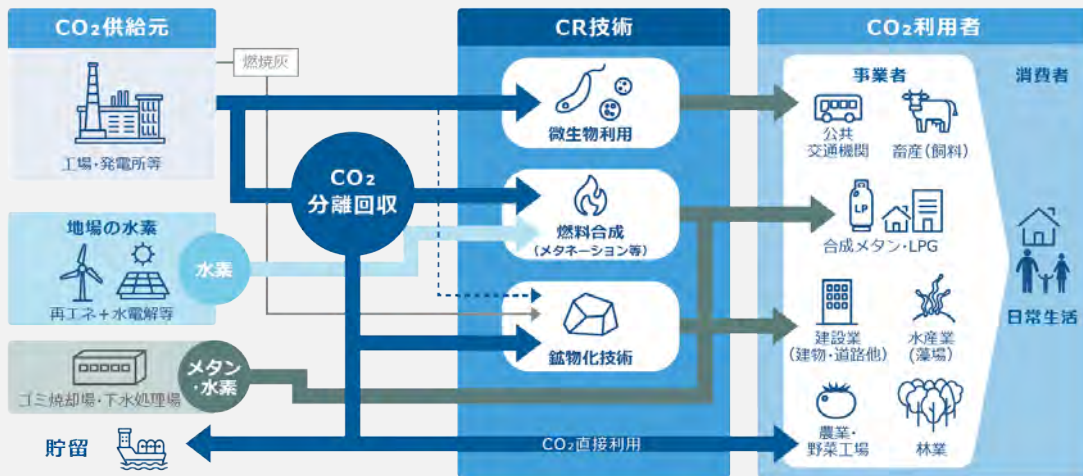 CO₂供給元
工場・発電所等
燃焼灰
地場の水素
再エネ＋水電解等
水素
ゴミ焼却場・下水処理場
メタン
・水素
貯留
CO₂
分離回収
CR技術
微生物利用
燃料合成
(メタネーション等)
鉱物化技術
CO₂直接利用
CO₂利用者
事業者
公共
交通機関
畜産(飼料)
LP
合成メタン・LPG
建設業
(建物・道路他)
水産業
(藻場)
農業・
野菜工場
林業
消費者
日常生活